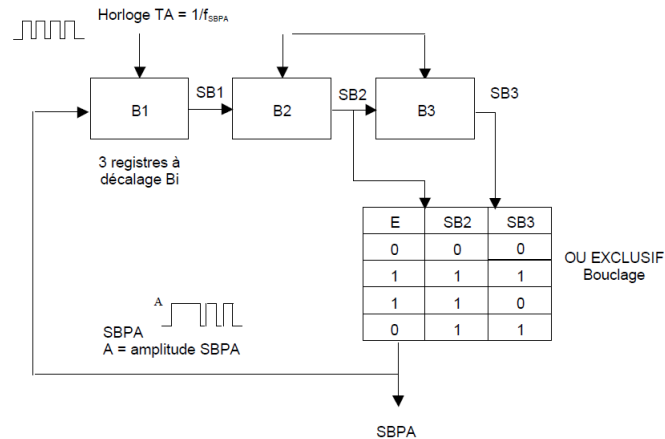 Horloge TA = 1/fSBPA
B1
SB1
B2
SB2
B3
SB3
3 registres à
décalage Bi
E SB2 SB3
0 0 0
1 1 1
1 1 0
0 1 1
OU EXCLUSIF
Bouclage
A
SBPA
A = amplitude SBPA
SBPA